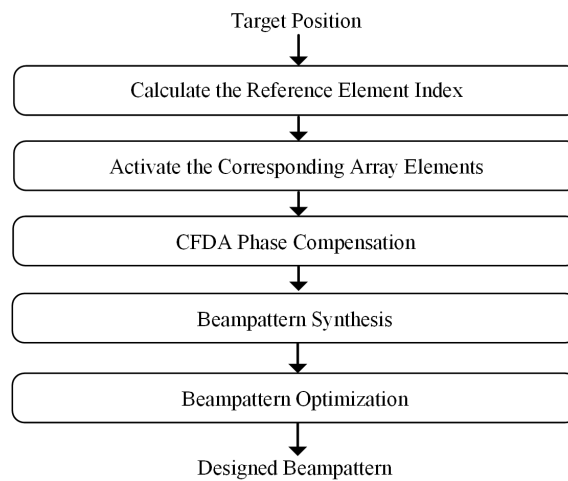 Target Position
Calculate the Reference Element Index
Activate the Corresponding Array Elements
CFDA Phase Compensation
Beampattern Synthesis
Beampattern Optimization
Designed Beampattern